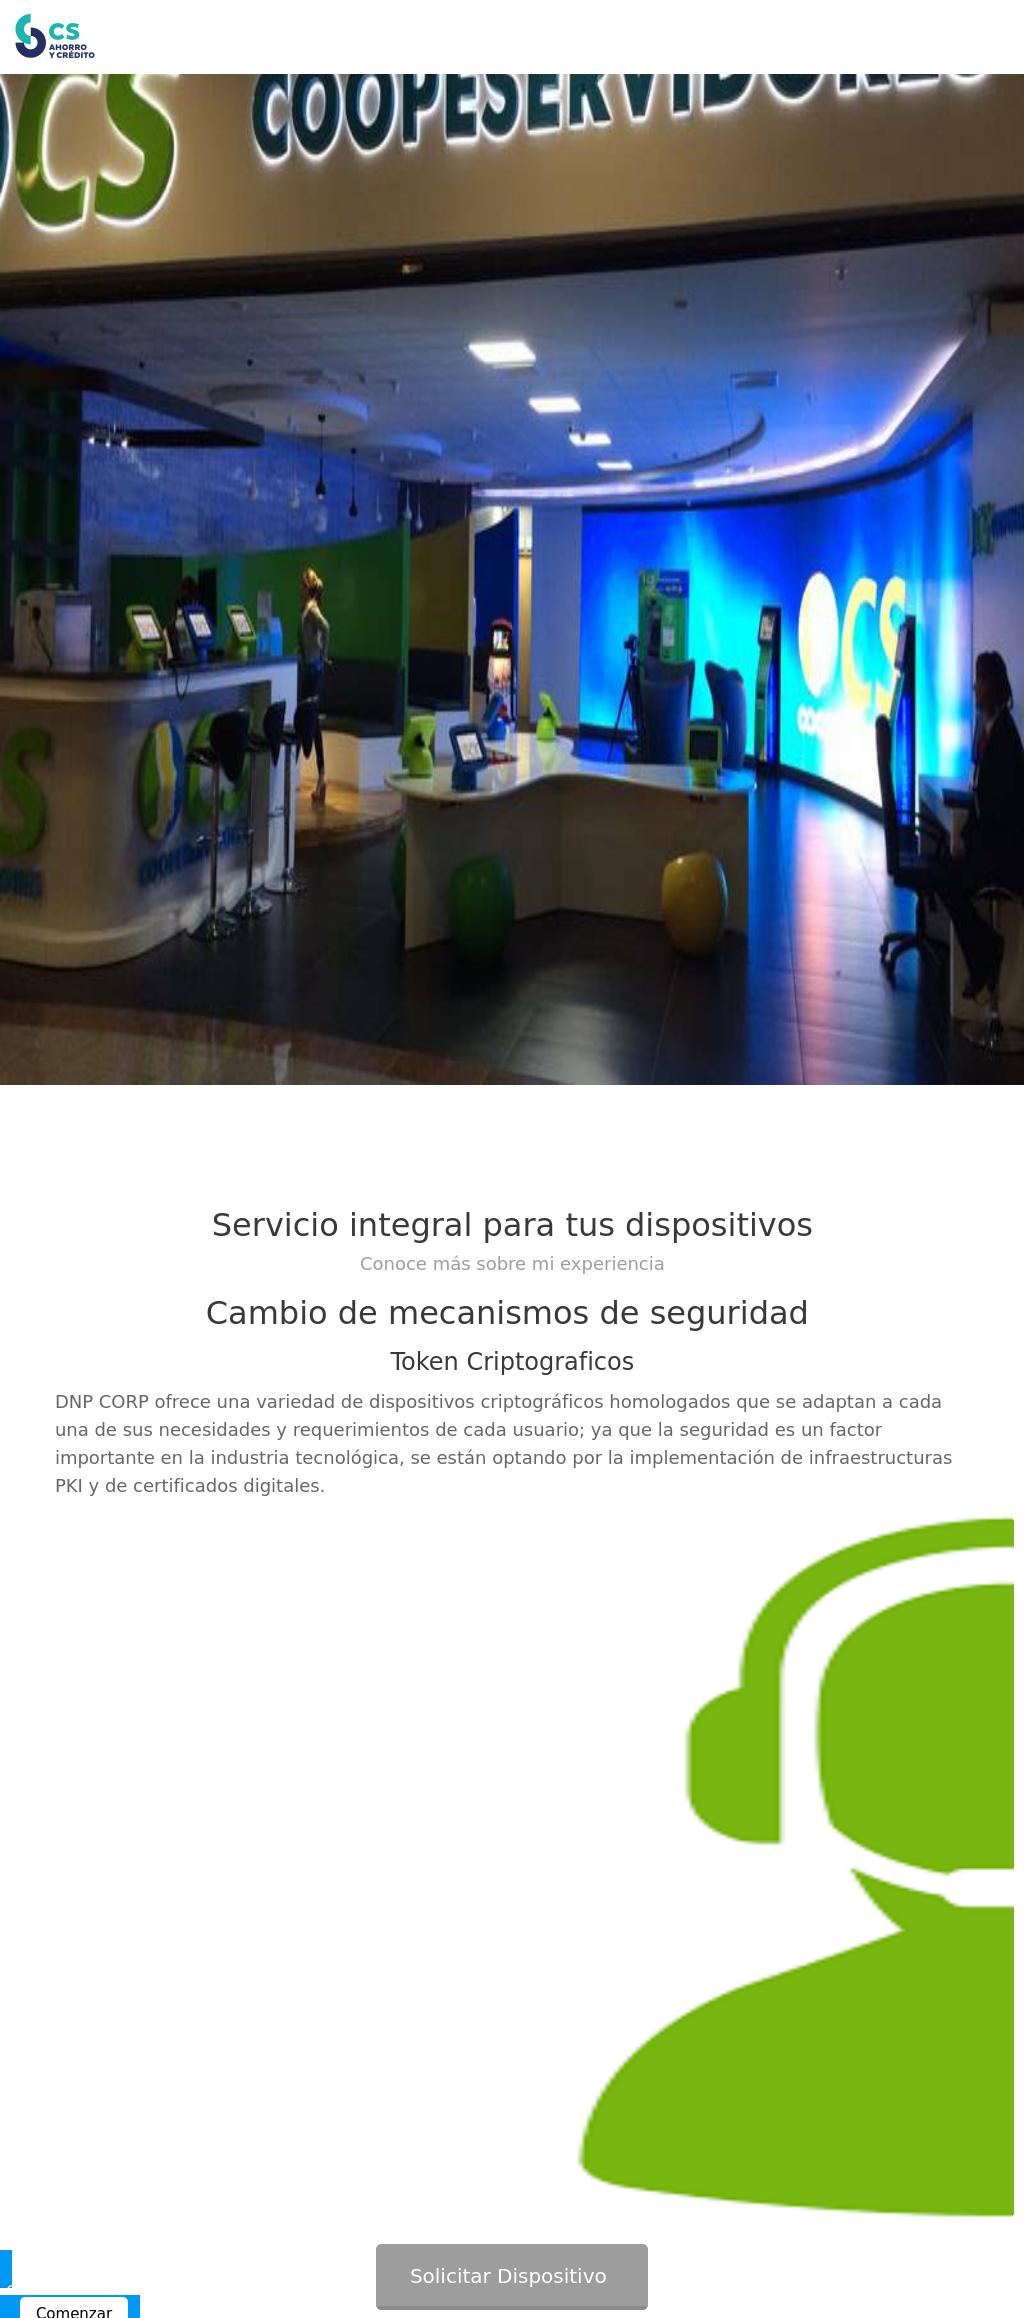 CS
AHORRO
Y CRÉDITO
CS
COOPESERVIDORES
CS
Servicio integral para tus dispositivos
Conoce más sobre mi experiencia
Cambio de mecanismos de seguridad
Token Criptograficos
DNP CORP ofrece una variedad de dispositivos criptográficos homologados que se adaptan a cada
una de sus necesidades y requerimientos de cada usuario; ya que la seguridad es un factor
importante en la industria tecnológica, se están optando por la implementación de infraestructuras
PKI y de certificados digitales.
Solicitar Dispositivo
Comenzar